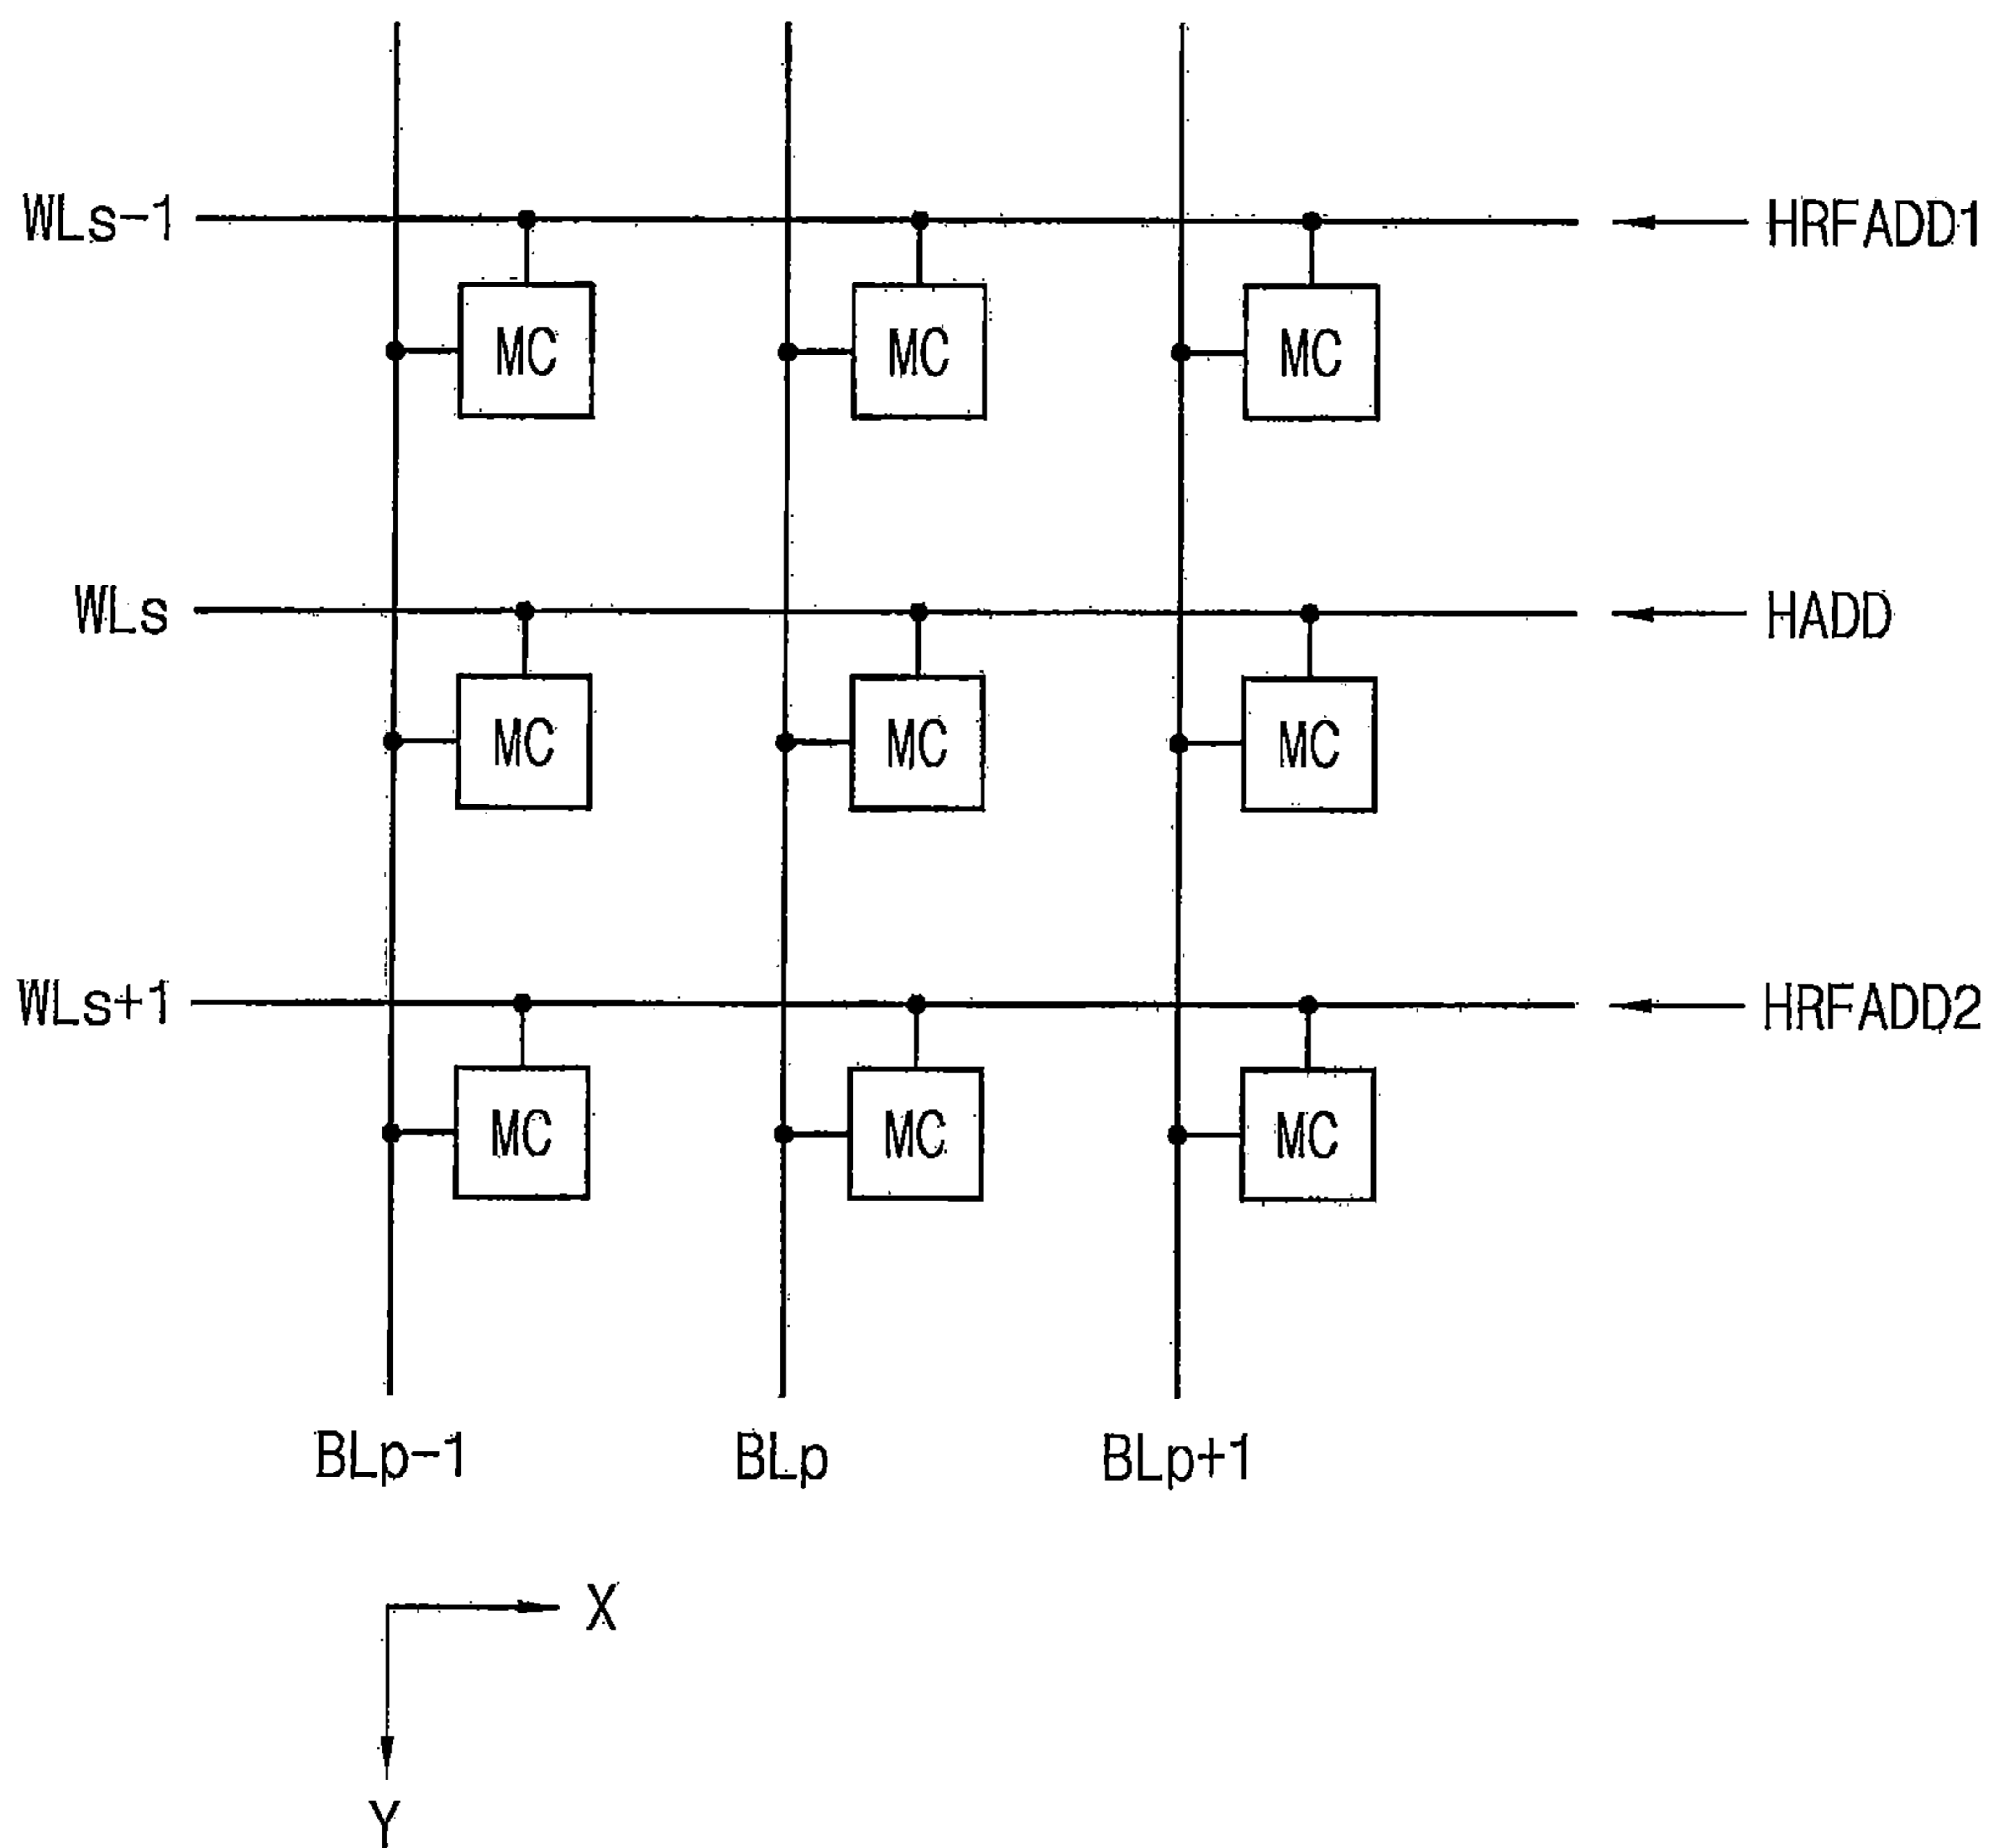 WLs-1 HRFADD1
MC MC MC
WLs HADD
MC MC MC
WLs+1 HRFADD2
MC MC MC
BLp-1 BLp BLp+1
X
Y